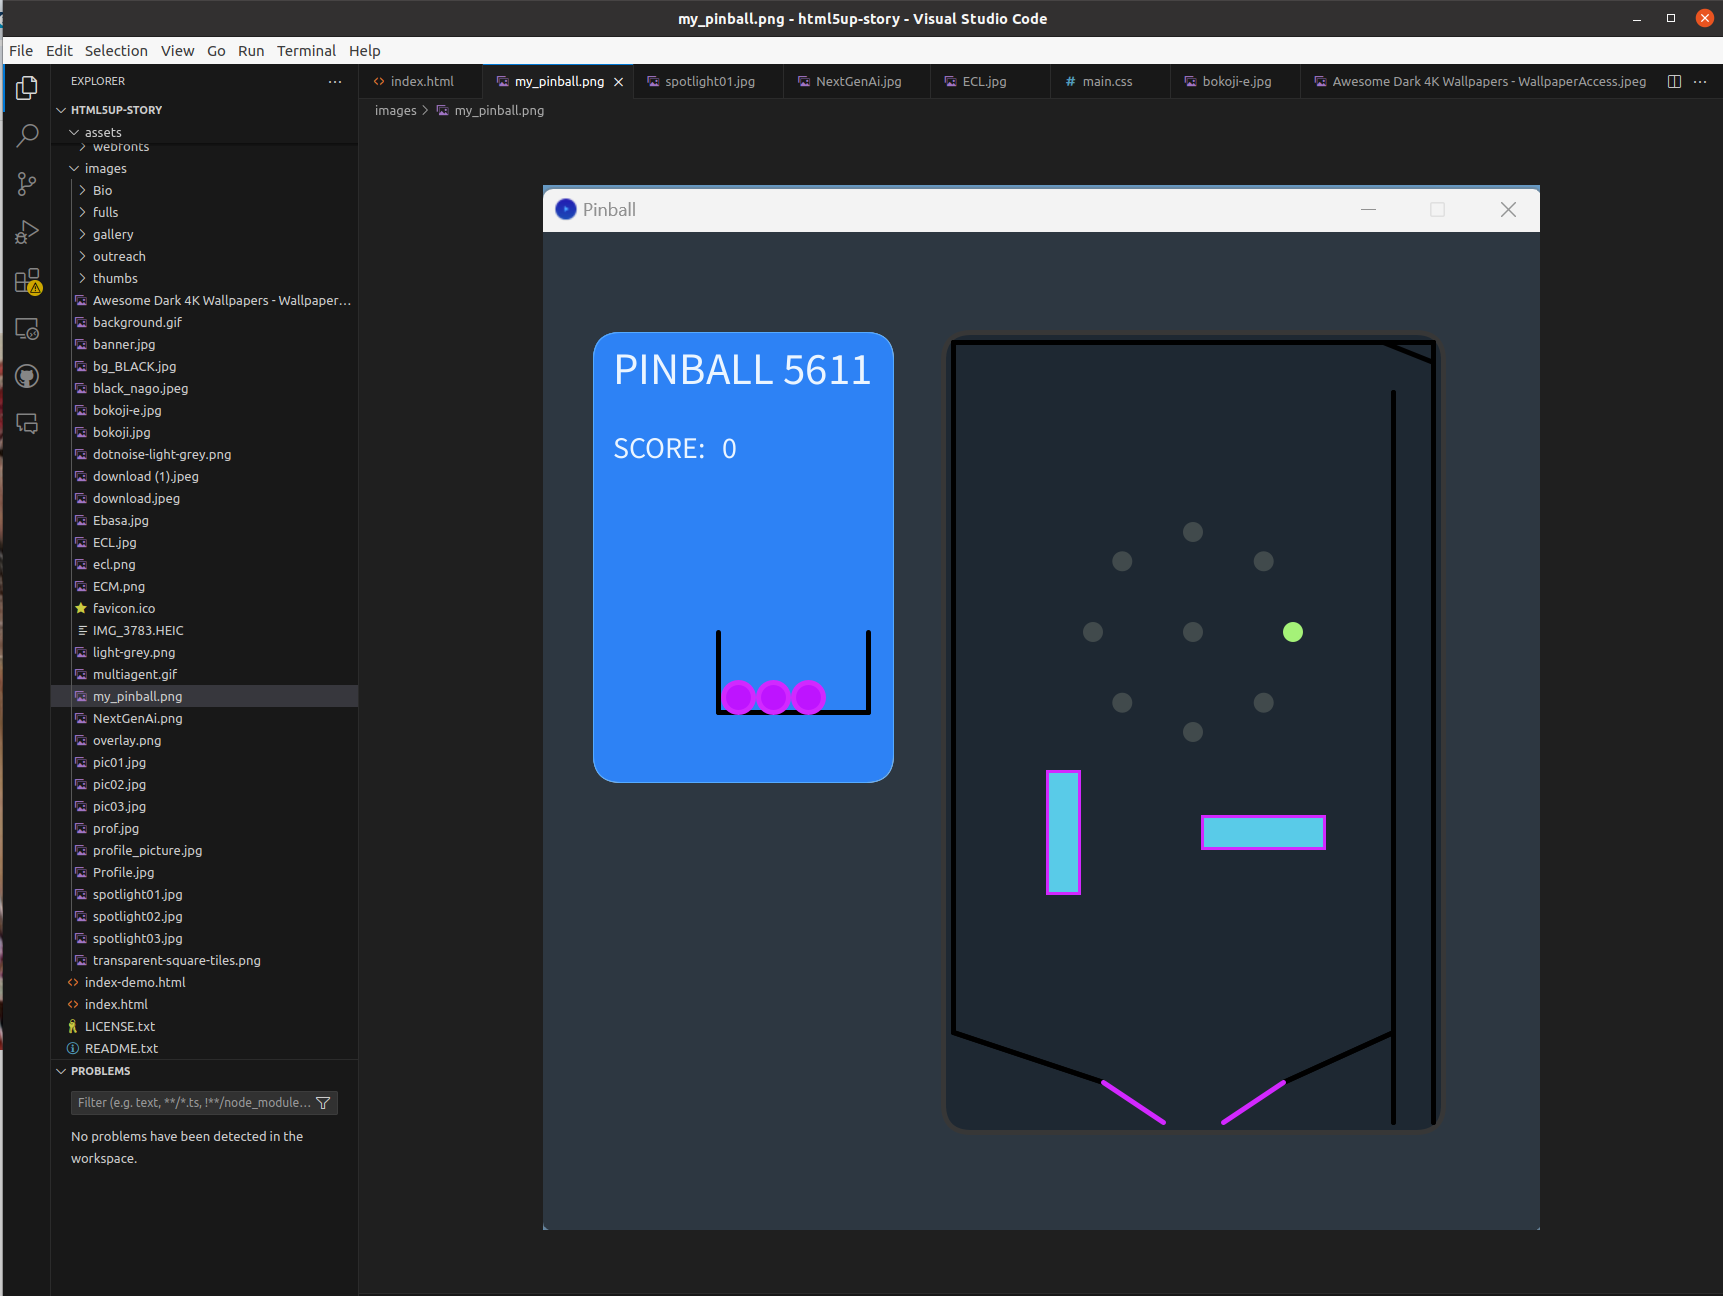 my_pinball.png - html5up-story - Visual Studio Code
File Edit Selection View Go Run Terminal Help
EXPLORER
index.html
my_pinball.png
spotlight01.jpg
NextGenAi.jpg
ECL.jpg
main.css
bokoji-e.jpg
Awesome Dark 4K Wallpapers - WallpaperAccess.jpeg
images > my_pinball.png
HTML5UP-STORY
assets
webfonts
images
Bio
fulls
gallery
outreach
thumbs
Awesome Dark 4K Wallpapers - Wallpaper...
background.gif
banner.jpg
bg_BLACK.jpg
black_nago.jpeg
bokoji-e.jpg
bokoji.jpg
dotnoise-light-grey.png
download (1).jpeg
download.jpeg
Ebasa.jpg
ECL.jpg
ecl.png
ECM.png
favicon.ico
IMG_3783.HEIC
light-grey.png
multiagent.gif
my_pinball.png
NextGenAi.png
overlay.png
pic01.jpg
pic02.jpg
pic03.jpg
prof.jpg
profile_picture.jpg
Profile.jpg
spotlight01.jpg
spotlight02.jpg
spotlight03.jpg
transparent-square-tiles.png
index-demo.html
index.html
LICENSE.txt
README.txt
PROBLEMS
Filter (e.g. text, **/*.ts, !**/node_module...
No problems have been detected in the
workspace.
Pinball
PINBALL 5611
SCORE: 0